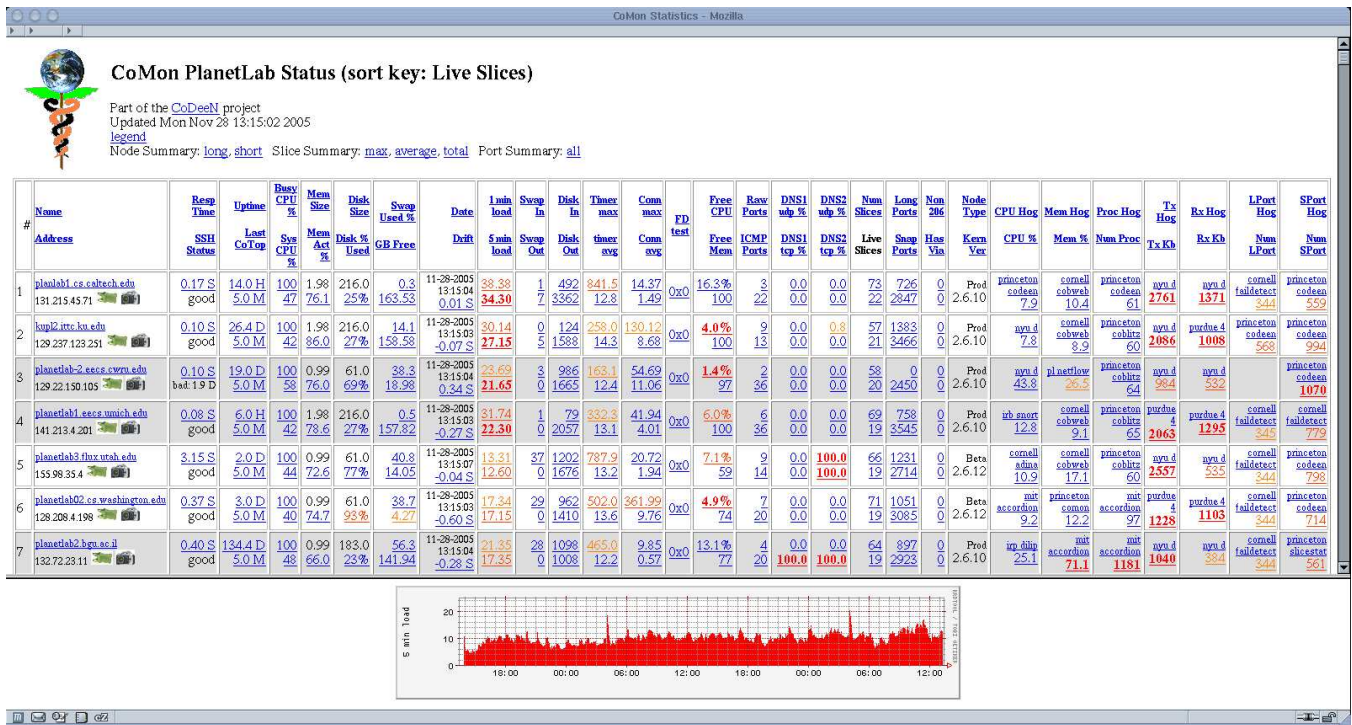 CoMon Statistics - Mozilla
CoMon PlanetLab Status (sort key: Live Slices)
Part of the CoDeeN project
Updated Mon Nov 28 13:15:02 2005
legend
Node Summary: long, short Slice Summary: max, average, total Port Summary: all
# Name Resp Time Uptime Busy CPU % Mem Size Disk Size Swap Used % Date 1 min load Swap In Disk In Timer max Conn max FD test Free CPU Raw Ports DNS1 udp % DNS2 udp % Num Slices Long Ports Non 206 Node Type CPU Hog Mem Hog Proc Hog Tx Hog Rx Hog LPort Hog SPort Hog
Address SSH Status Last CoTop Sys CPU % Mem Act % Disk % Used GB Free Drift 5 min load Swap Out Disk Out timer avg Conn avg Free Mem ICMP Ports DNS1 tcp % DNS2 tcp % Live Slices Snap Ports Has Via Kern Ver CPU % Mem % Num Proc Tx Kb Rx Kb Num LPort Num SPort
1 planlab1.cs.caltech.edu 0.17 S 14.0 H 100 1.98 216.0 0.3 11-28-2005 13:15:04 38.38 1 492 841.5 14.37 0x0 16.3% 3 0.0 0.0 73 726 0 Prod princeton codeen cornell cobweb princeton codeen nyu d nyu d cornell faildetect princeton codeen
131.215.45.71 good 5.0 M 47 76.1 25% 163.53 0.01 S 34.30 7 3362 12.8 1.49 100 22 0.0 0.0 22 2847 0 2.6.10 7.9 10.4 61 2761 1371 344 559
2 kupl2.ittc.ku.edu 0.10 S 26.4 D 100 1.98 216.0 14.1 11-28-2005 13:15:03 30.14 0 124 258.0 130.12 0x0 4.0% 9 0.0 0.8 57 1383 0 Prod nyu d cornell cobweb princeton coblitz nyu d purdue 4 princeton codeen princeton codeen
129.237.123.251 good 5.0 M 42 86.0 27% 158.58 -0.07 S 27.15 5 1588 14.3 8.68 100 13 0.0 0.0 21 3466 0 2.6.10 7.8 8.9 60 2086 1008 568 994
3 planetlab-2.eecs.cwru.edu 0.10 S 19.0 D 100 0.99 61.0 38.3 11-28-2005 13:15:04 23.69 3 986 163.1 54.69 0x0 1.4% 2 0.0 0.0 58 0 0 Prod nyu d pl netflow princeton coblitz nyu d nyu d princeton codeen
129.22.150.105 bad: 1.9 D 5.0 M 58 76.0 69% 18.98 0.34 S 21.65 0 1665 12.4 11.06 97 36 0.0 0.0 20 2450 0 2.6.10 43.8 26.5 64 984 532 1070
4 planetlab1.eecs.umich.edu 0.08 S 6.0 H 100 1.98 216.0 0.5 11-28-2005 13:15:03 31.74 1 79 332.3 41.94 0x0 6.0% 6 0.0 0.0 69 758 0 Prod irb snort cornell cobweb princeton coblitz purdue 4 purdue 4 cornell faildetect cornell faildetect
141.213.4.201 good 5.0 M 42 78.6 27% 157.82 -0.27 S 22.30 0 2057 13.1 4.01 100 36 0.0 0.0 19 3545 0 2.6.10 12.8 9.1 65 2063 1295 345 779
5 planetlab3.flux.utah.edu 3.15 S 2.0 D 100 0.99 61.0 40.8 11-28-2005 13:15:07 13.31 37 1202 787.9 20.72 0x0 7.1% 9 0.0 100.0 66 1231 0 Beta cornell adina cornell cobweb princeton coblitz purdue 4 nyu d cornell faildetect princeton codeen
155.98.35.4 good 5.0 M 44 72.6 77% 14.05 -0.04 S 12.60 0 1676 13.2 1.94 59 14 0.0 100.0 19 2714 0 2.6.12 10.9 17.1 60 2557 535 344 798
6 planetlab02.cs.washington.edu 0.37 S 3.0 D 100 0.99 61.0 38.7 11-28-2005 13:15:03 17.34 29 962 502.0 361.99 0x0 4.9% 7 0.0 0.0 71 1051 0 Beta mit accordion princeton comon mit accordion purdue 4 purdue 4 cornell faildetect princeton codeen
128.208.4.198 good 5.0 M 40 74.7 93% 4.27 -0.60 S 17.15 0 1410 13.6 9.76 74 20 0.0 0.0 19 3085 0 2.6.12 9.2 12.2 97 1228 1103 344 714
7 planetlab2.bgu.ac.il 0.40 S 134.4 D 100 0.99 183.0 56.3 11-28-2005 13:15:04 21.35 28 1098 465.0 9.85 0x0 13.1% 4 0.0 0.0 64 897 0 Prod irp dilip mit accordion mit accordion nyu d nyu d cornell faildetect princeton slicestat
132.72.23.11 good 5.0 M 48 66.0 23% 141.94 -0.28 S 17.35 0 1008 12.2 0.57 77 20 100.0 100.0 19 2923 0 2.6.10 25.1 71.1 1181 1040 384 344 561
5 min load
20
10
0
18:00 00:00 06:00 12:00 18:00 00:00 06:00 12:00